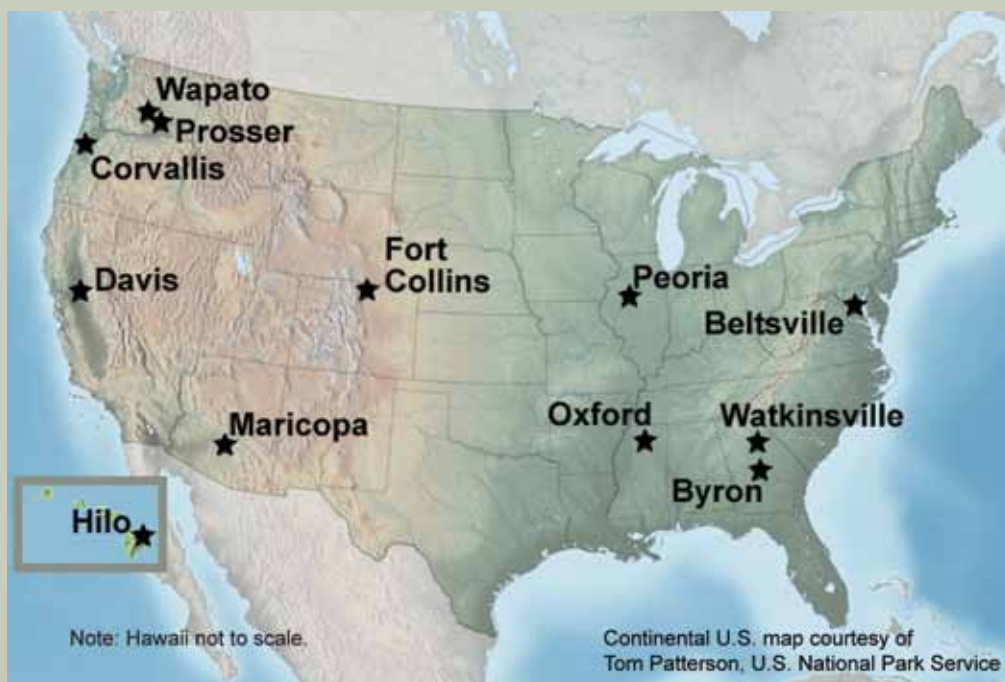 Wapato
Prosser
Corvallis
Fort
Collins
Davis
Peoria
Beltsville
Maricopa
Oxford
Watkinsville
Byron
Hilo
Note: Hawaii not to scale.
Continental U.S. map courtesy of
Tom Patterson, U.S. National Park Service